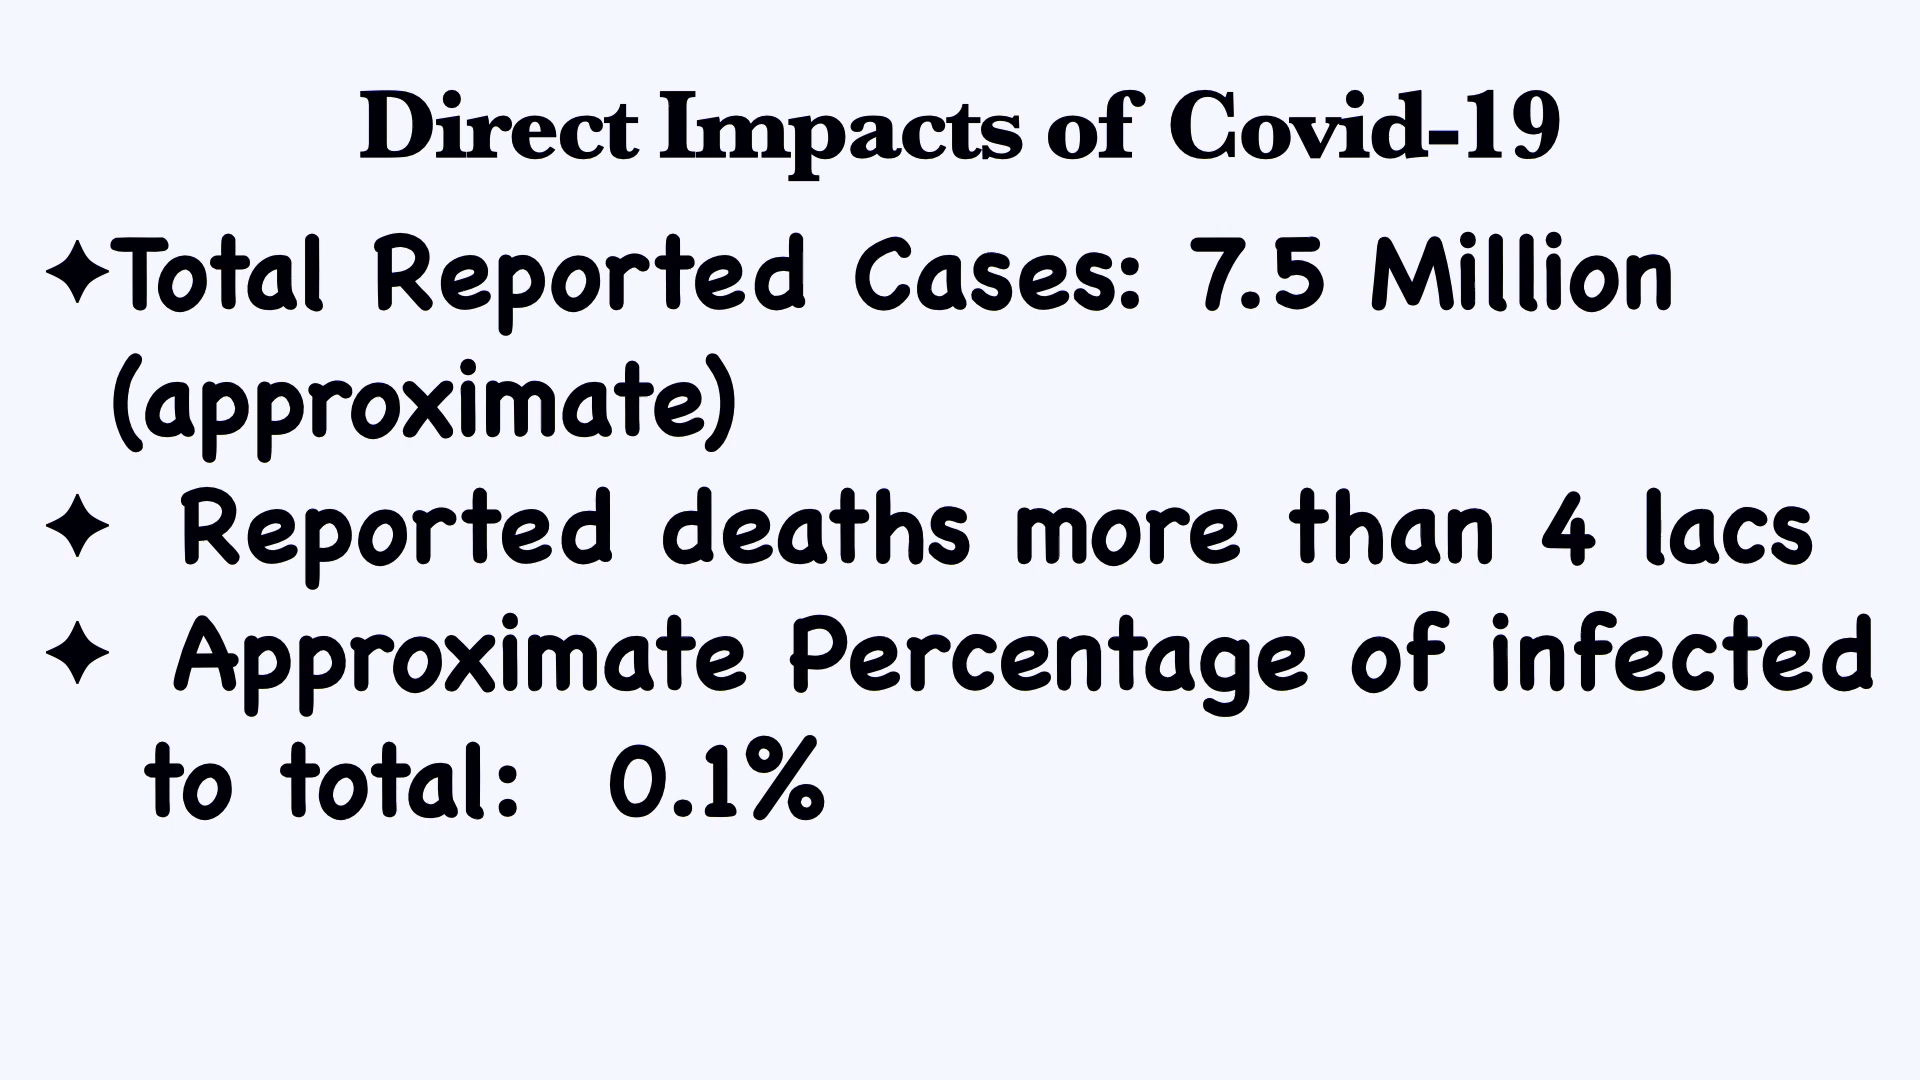 Direct Impacts of Covid-19
✦Total Reported Cases: 7.5 Million
(approximate)
✦ Reported deaths more than 4 lacs
✦ Approximate Percentage of infected
to total: 0.1%